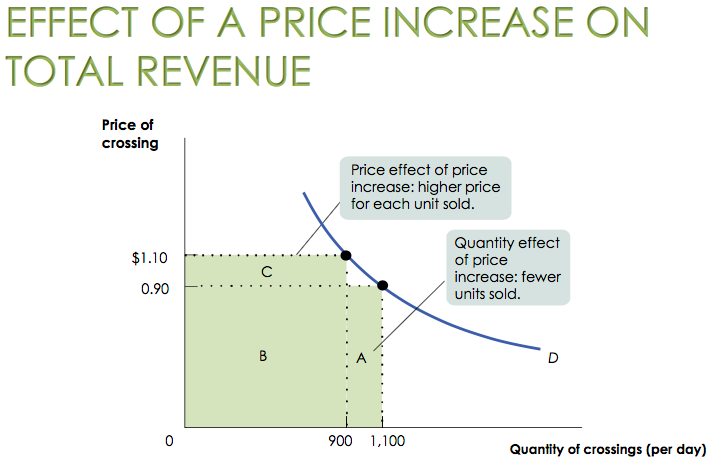 EFFECT OF A PRICE INCREASE ON
TOTAL REVENUE
Price of
crossing
Price effect of price
increase: higher price
for each unit sold.
Quantity effect
of price
increase: fewer
units sold.
$1.10
C
0.90
B
A
D
0
900
1,100
Quantity of crossings (per day)